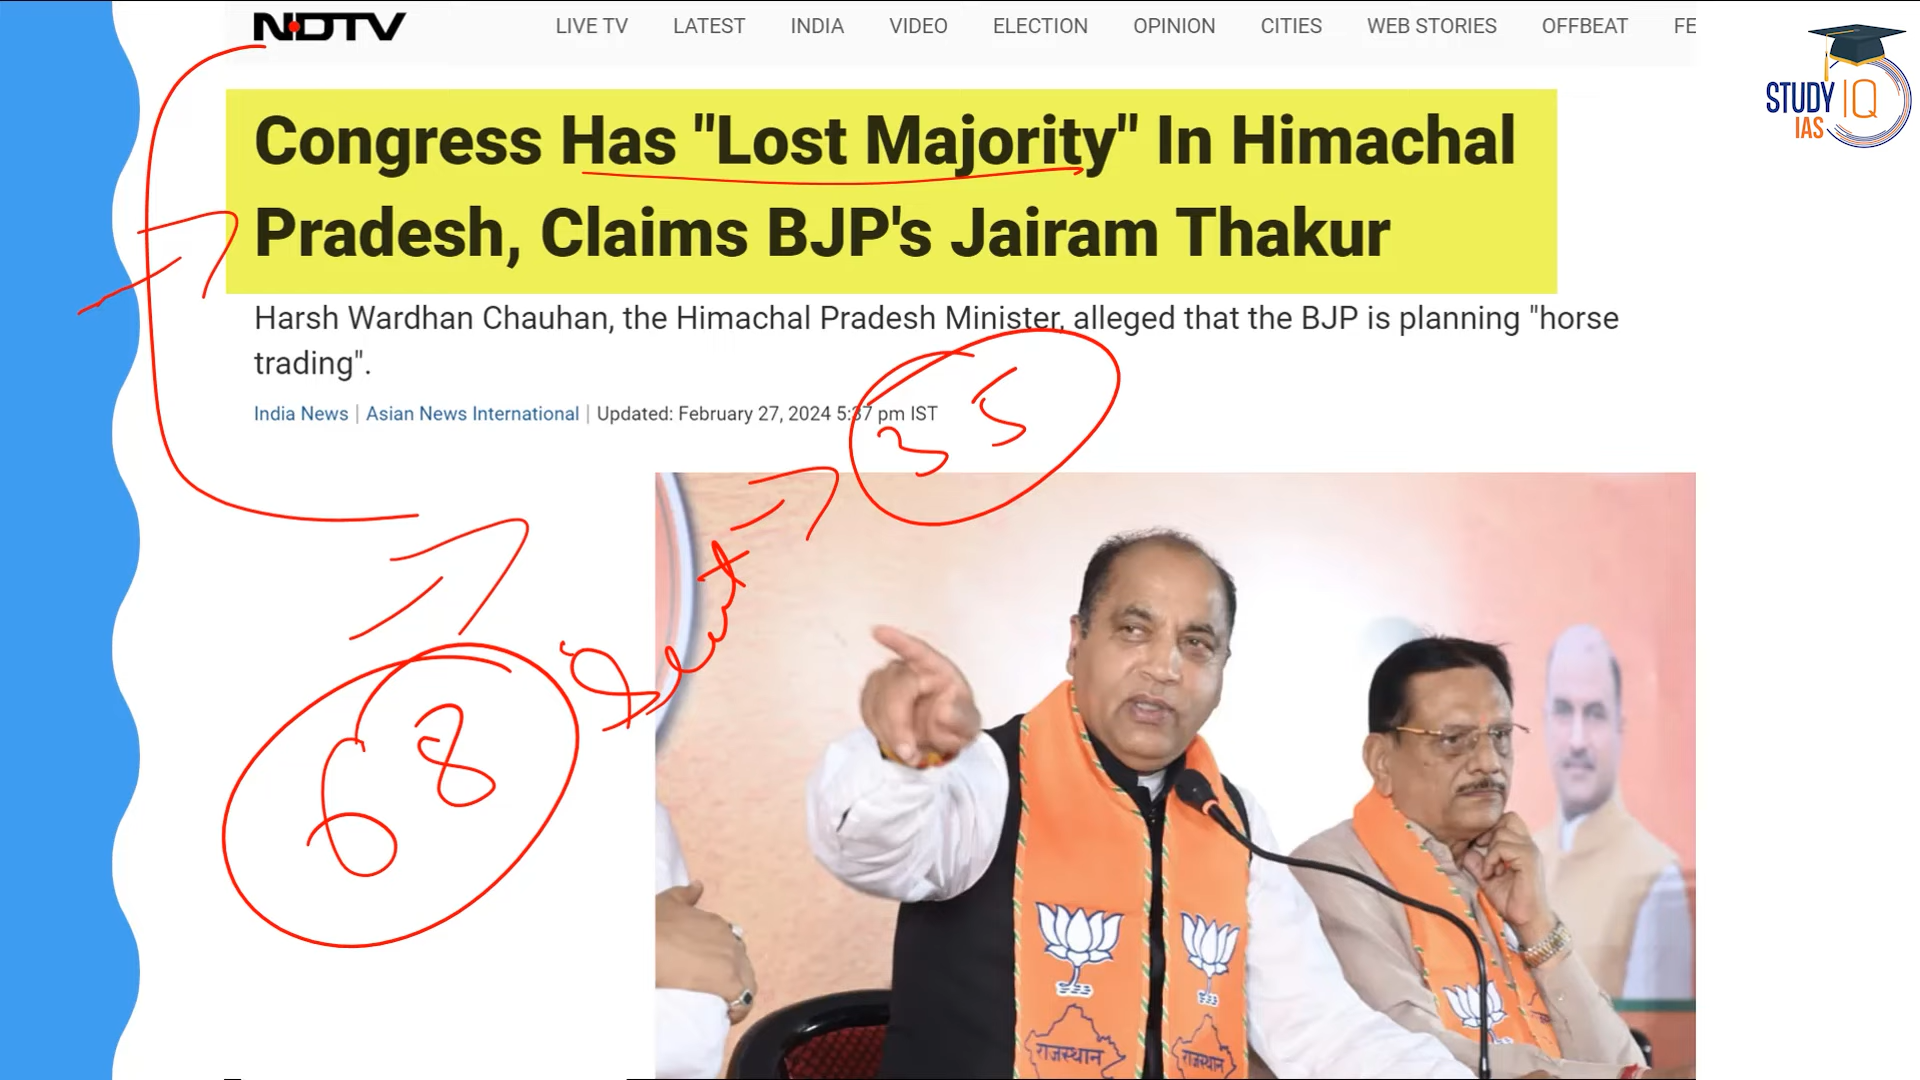 NDTV
LIVE TV LATEST INDIA VIDEO ELECTION OPINION CITIES WEB STORIES OFFBEAT FE
STUDY IQ
IAS
Congress Has "Lost Majority" In Himachal
Pradesh, Claims BJP's Jairam Thakur
Harsh Wardhan Chauhan, the Himachal Pradesh Minister, alleged that the BJP is planning "horse
trading".
India News | Asian News International | Updated: February 27, 2024 5:37 pm IST
35
68
राजस्थान
राजस्थान